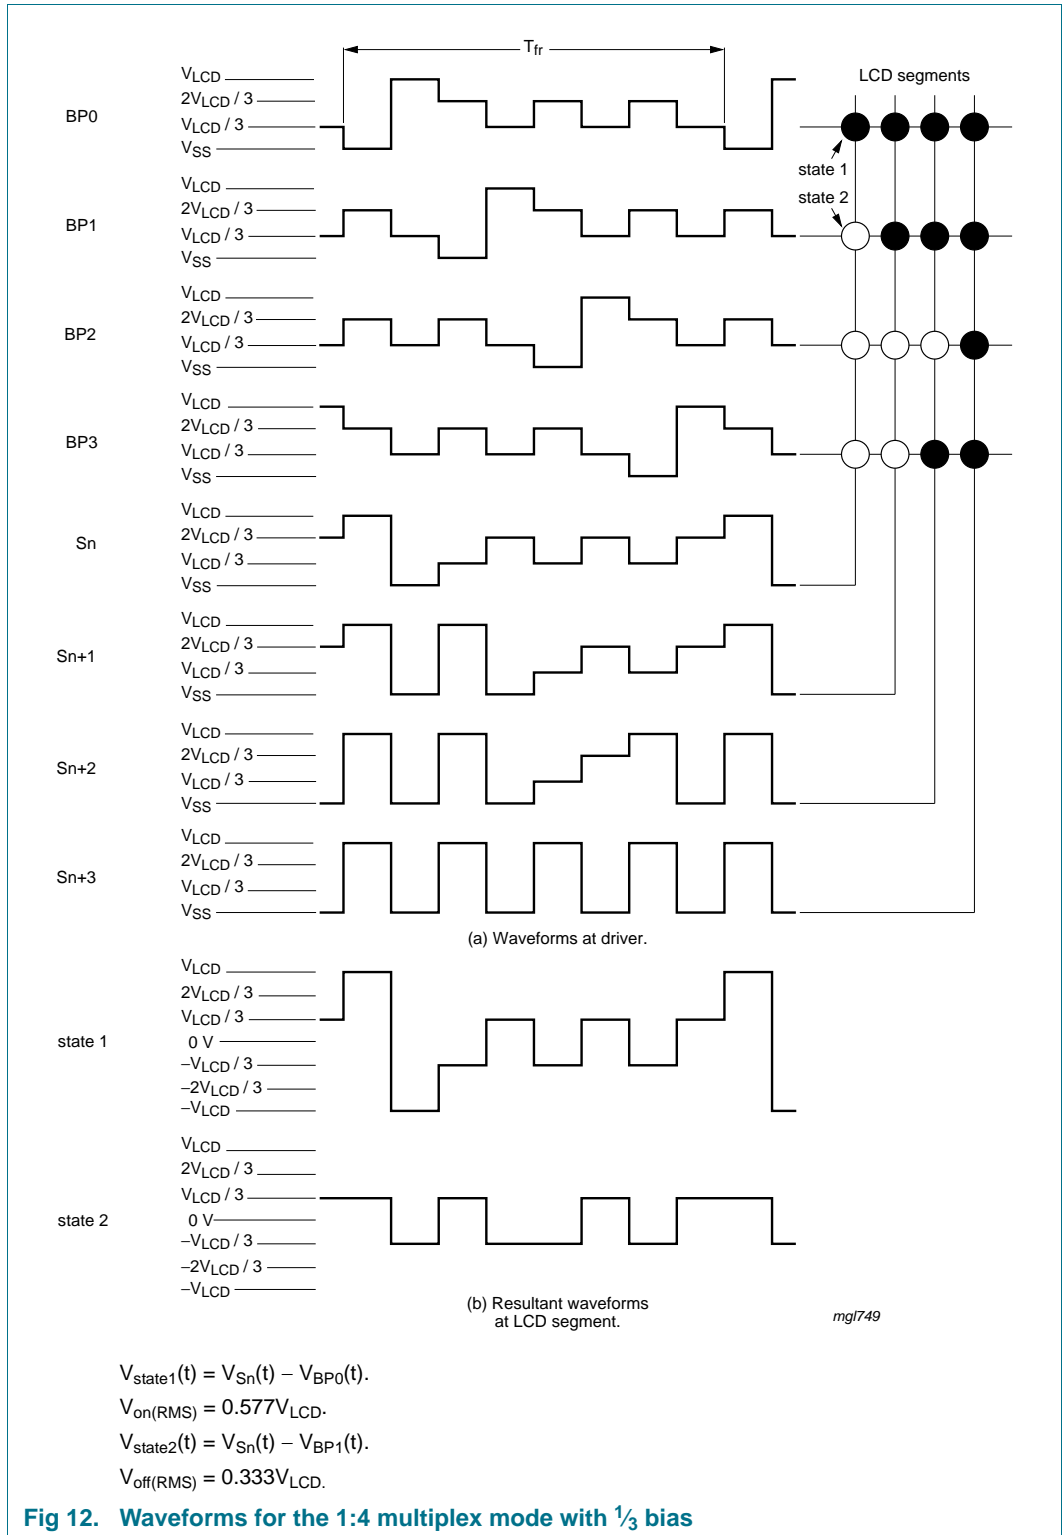 Tfr
LCD segments
BP0
VLCD
2VLCD / 3
VLCD / 3
VSS
state 1
state 2
BP1
VLCD
2VLCD / 3
VLCD / 3
VSS
BP2
VLCD
2VLCD / 3
VLCD / 3
VSS
BP3
VLCD
2VLCD / 3
VLCD / 3
VSS
Sn
VLCD
2VLCD / 3
VLCD / 3
VSS
Sn+1
VLCD
2VLCD / 3
VLCD / 3
VSS
Sn+2
VLCD
2VLCD / 3
VLCD / 3
VSS
Sn+3
VLCD
2VLCD / 3
VLCD / 3
VSS
(a) Waveforms at driver.
state 1
VLCD
2VLCD / 3
VLCD / 3
0 V
−VLCD / 3
−2VLCD / 3
−VLCD
state 2
VLCD
2VLCD / 3
VLCD / 3
0 V
−VLCD / 3
−2VLCD / 3
−VLCD
(b) Resultant waveforms
at LCD segment.
mgl749
Vstate1(t) = VSn(t) − VBP0(t).
Von(RMS) = 0.577VLCD.
Vstate2(t) = VSn(t) − VBP1(t).
Voff(RMS) = 0.333VLCD.
Fig 12. Waveforms for the 1:4 multiplex mode with 1⁄3 bias